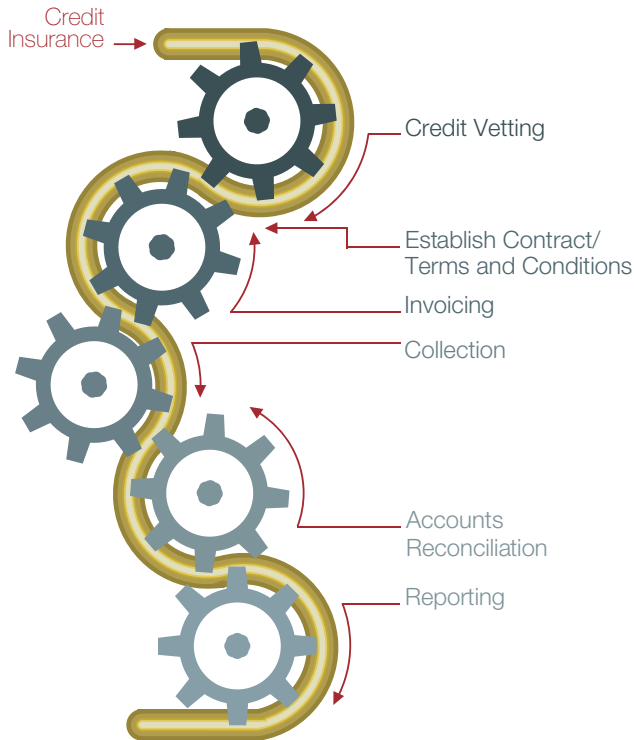 Credit
Insurance
Credit Vetting
Establish Contract/
Terms and Conditions
Invoicing
Collection
Accounts
Reconciliation
Reporting